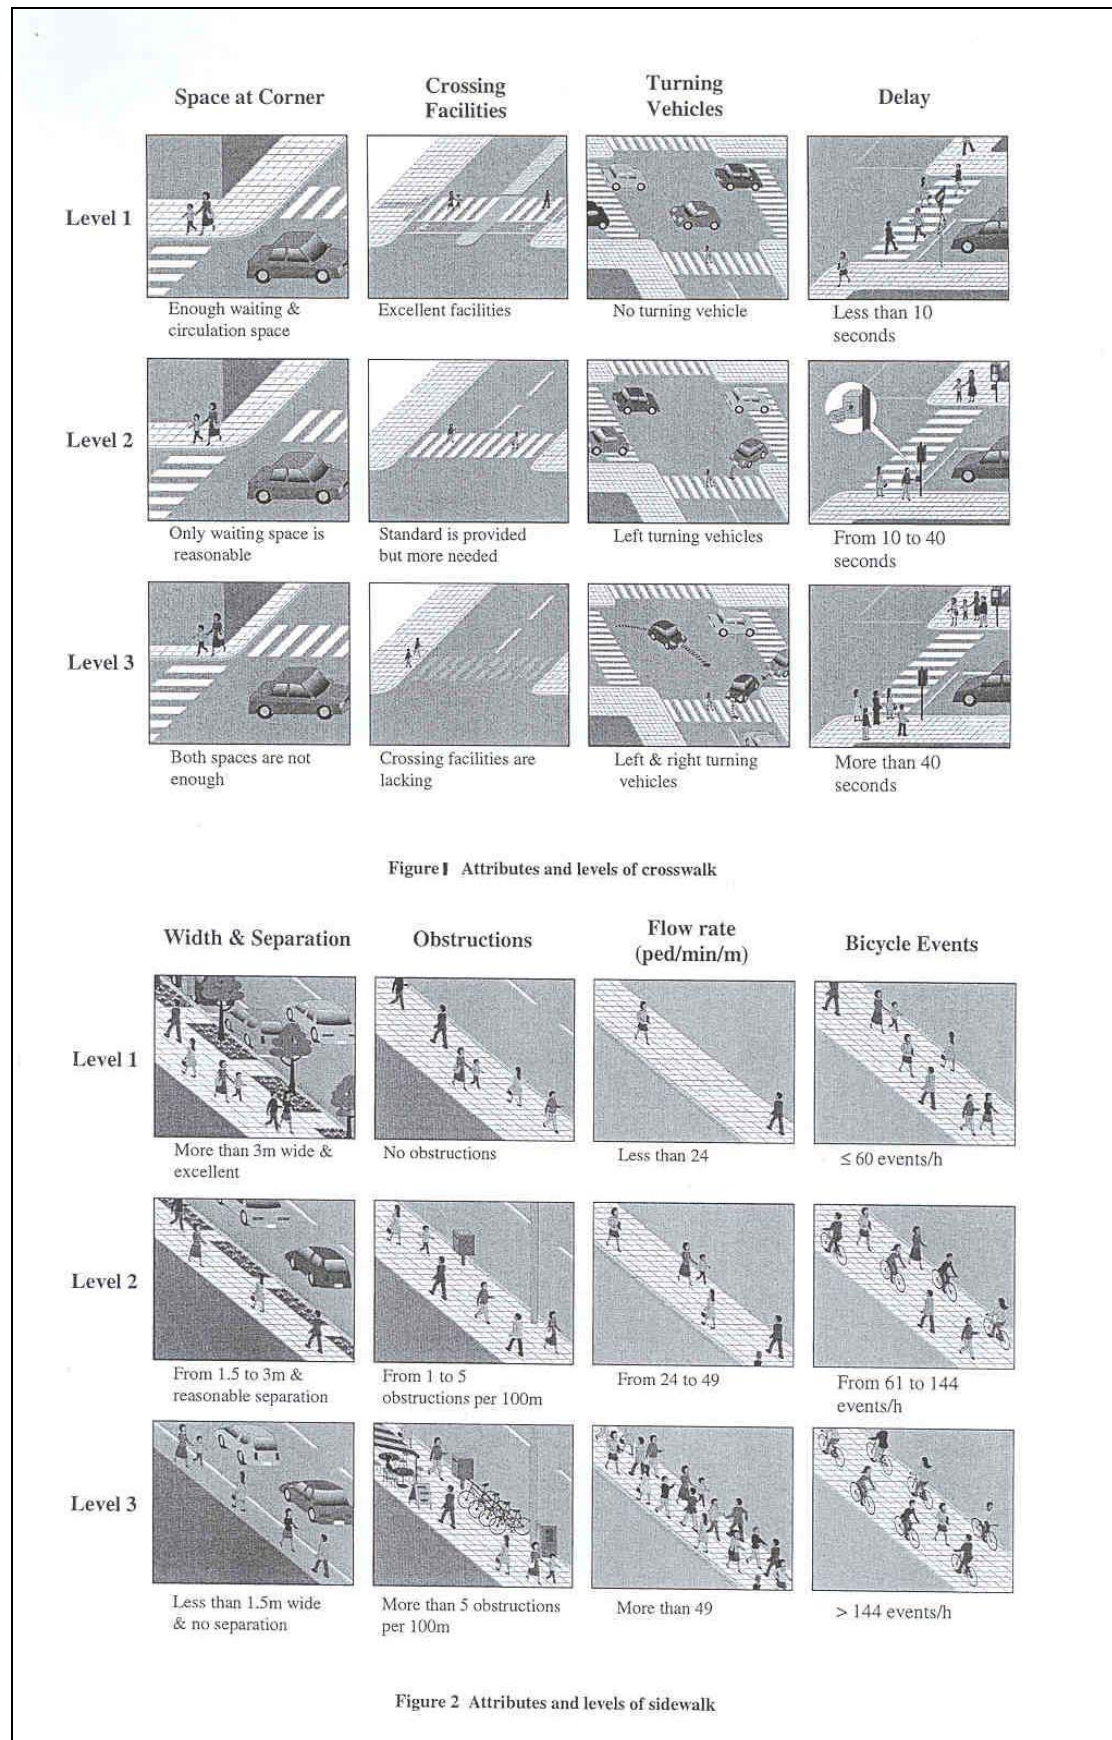 Space at Corner
Crossing
Facilities
Turning
Vehicles
Delay
Level 1
Enough waiting &
circulation space
Excellent facilities
No turning vehicle
Less than 10
seconds
Level 2
Only waiting space is
reasonable
Standard is provided
but more needed
Left turning vehicles
From 10 to 40
seconds
Level 3
Both spaces are not
enough
Crossing facilities are
lacking
Left & right turning
vehicles
More than 40
seconds
Figure 1 Attributes and levels of crosswalk
Width & Separation
Obstructions
Flow rate
(ped/min/m)
Bicycle Events
Level 1
More than 3m wide &
excellent
No obstructions
Less than 24
≤ 60 events/h
Level 2
From 1.5 to 3m &
reasonable separation
From 1 to 5
obstructions per 100m
From 24 to 49
From 61 to 144
events/h
Level 3
Less than 1.5m wide
& no separation
More than 5 obstructions
per 100m
More than 49
> 144 events/h
Figure 2 Attributes and levels of sidewalk